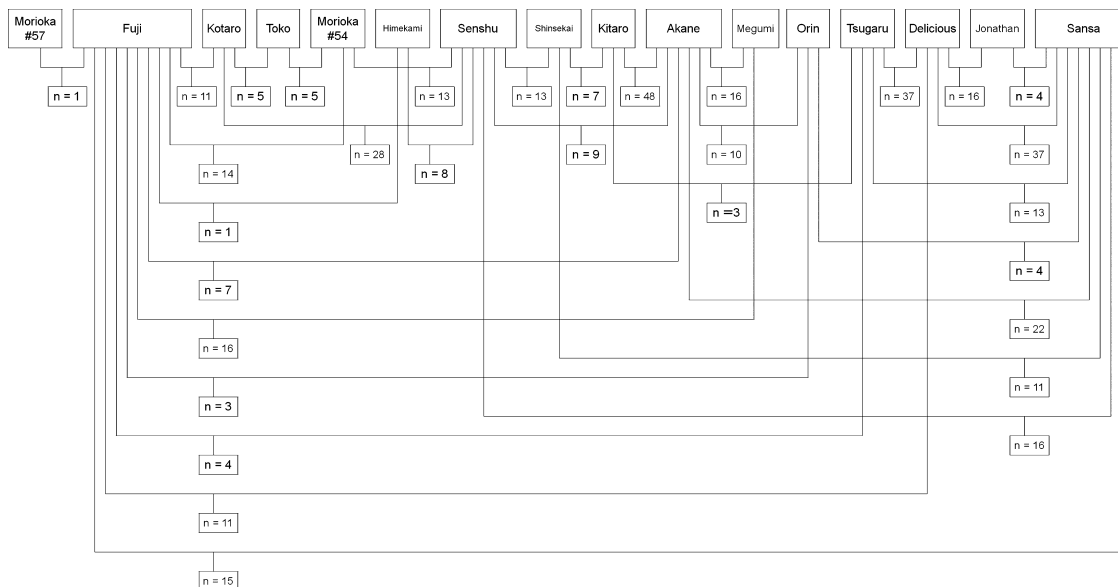 Morioka
#57
Fuji
Kotaro
Toko
Morioka
#54
Himekami
Senshu
Shinsekai
Kitaro
Akane
Megumi
Orin
Tsugaru
Delicious
Jonathan
Sansa
n = 1
n = 11
n = 5
n = 5
n = 13
n = 13
n = 7
n = 48
n = 16
n = 37
n = 16
n = 4
n = 14
n = 28
n = 8
n = 9
n = 10
n = 37
n = 1
n =3
n = 13
n = 7
n = 4
n = 16
n = 22
n = 3
n = 11
n = 4
n = 16
n = 11
n = 15